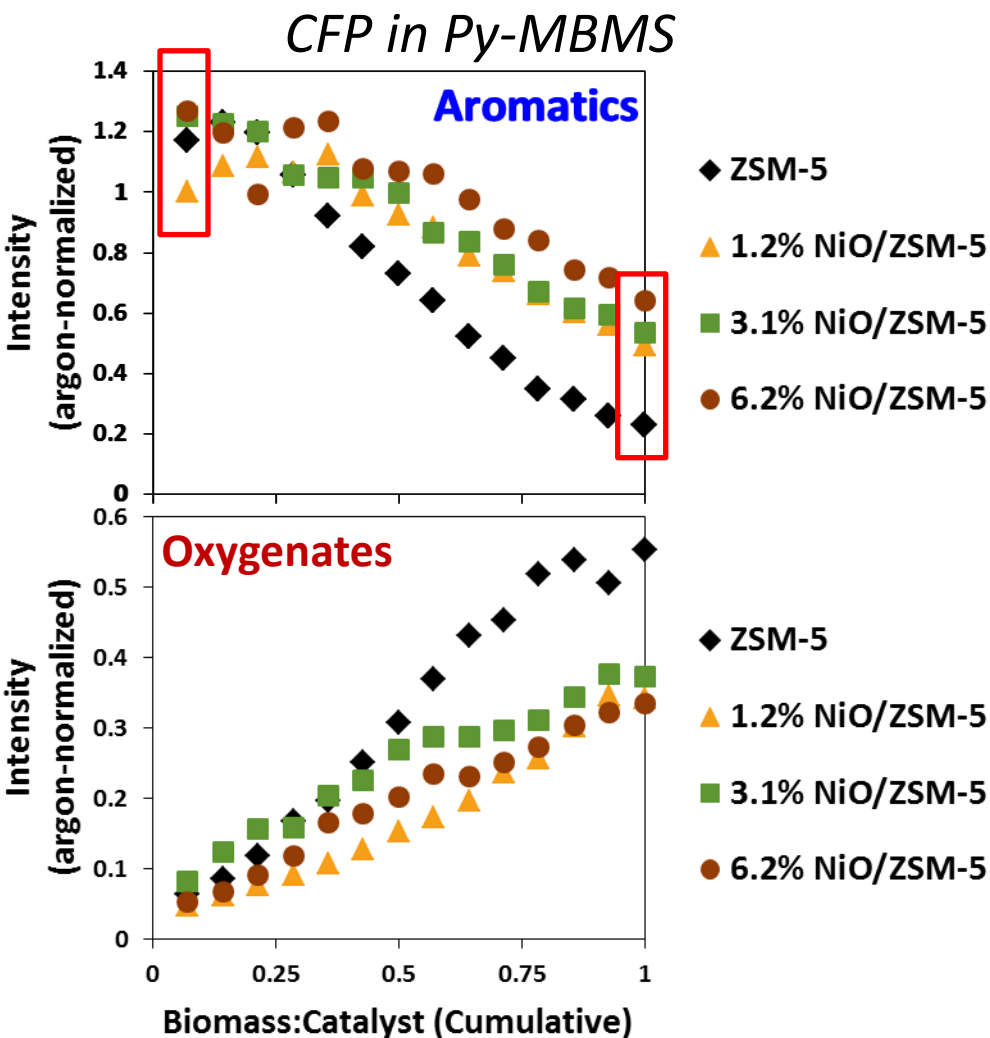 CFP in Py-MBMS
Aromatics
Intensity
(argon-normalized)
1.4
1.2
1
0.8
0.6
0.4
0.2
0
ZSM-5
1.2% NiO/ZSM-5
3.1% NiO/ZSM-5
6.2% NiO/ZSM-5
Oxygenates
Intensity
(argon-normalized)
0.6
0.5
0.4
0.3
0.2
0.1
0
ZSM-5
1.2% NiO/ZSM-5
3.1% NiO/ZSM-5
6.2% NiO/ZSM-5
0 0.25 0.5 0.75 1
Biomass:Catalyst (Cumulative)